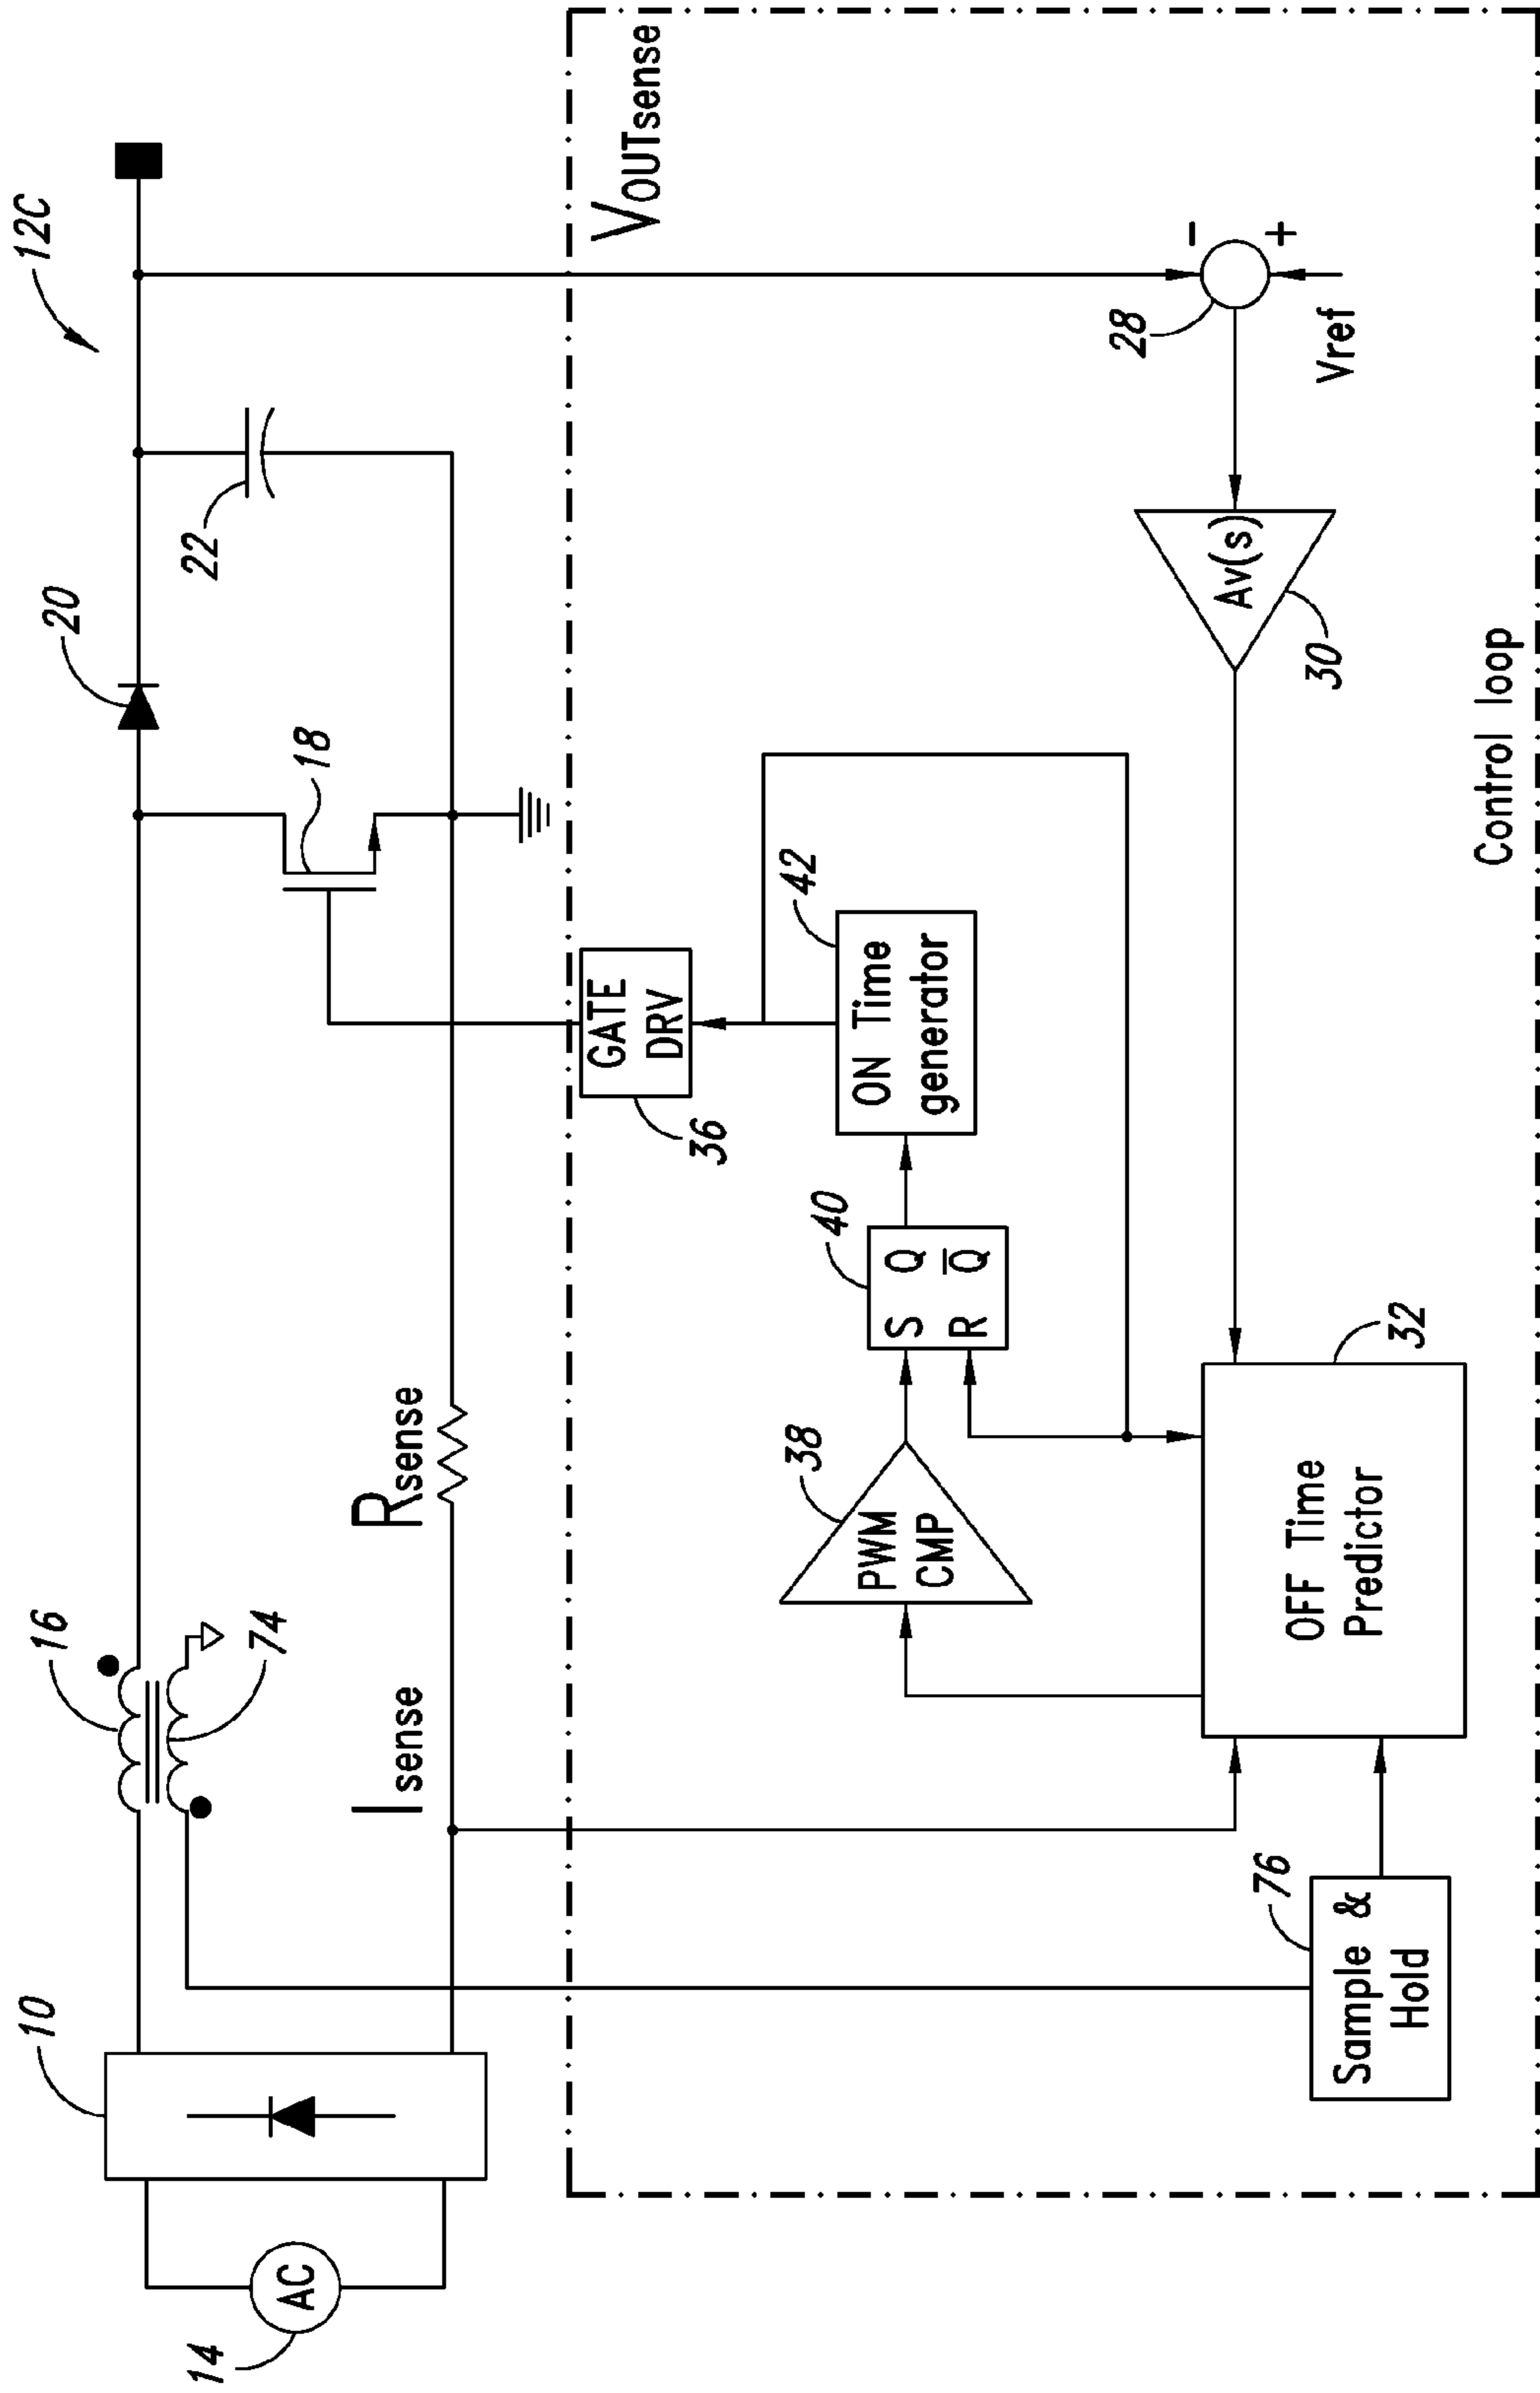 12C
10
16
20
74
18
22
14
AC
Isense
Rsense
VOUTsense
GATE
DRV
36
42
ON Time
generator
40
S Q
R Q̅
38
PWM
CMP
28
-
+
Vref
Av(s)
30
32
OFF Time
Predictor
76
Sample &
Hold
Control loop